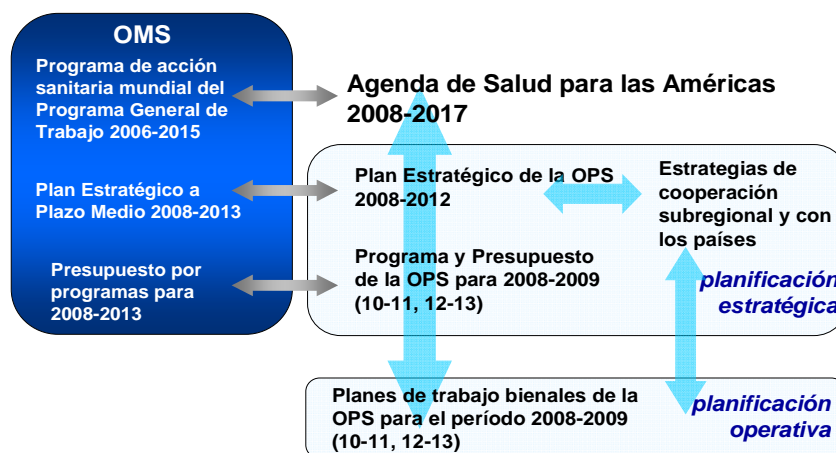 OMS
Programa de acción
sanitaria mundial del
Programa General de
Trabajo 2006-2015
Plan Estratégico a
Plazo Medio 2008-2013
Presupuesto por
programas para
2008-2013
Agenda de Salud para las Américas
2008-2017
Plan Estratégico de la OPS
2008-2012
Estrategias de
cooperación
subregional y con
los países
Programa y Presupuesto
de la OPS para 2008-2009
(10-11, 12-13)
planificación
estratégica
Planes de trabajo bienales de la
OPS para el período 2008-2009
(10-11, 12-13)
planificación
operativa